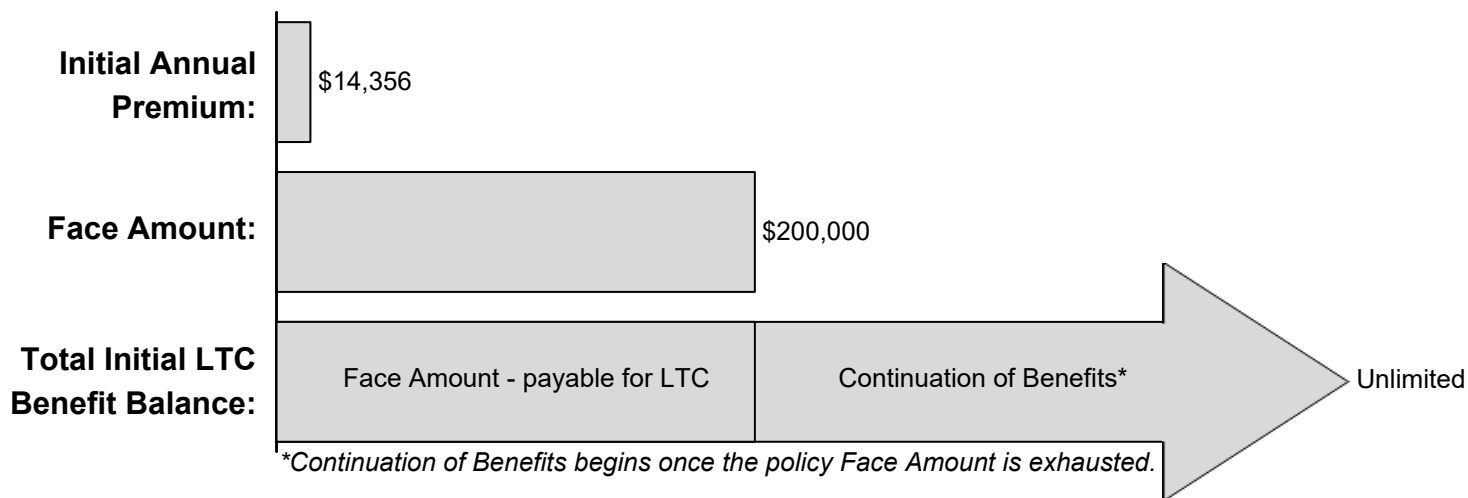 Initial Annual
Premium:
$14,356
Face Amount:
$200,000
Total Initial LTC
Benefit Balance:
Face Amount - payable for LTC
Continuation of Benefits*
Unlimited
*Continuation of Benefits begins once the policy Face Amount is exhausted.